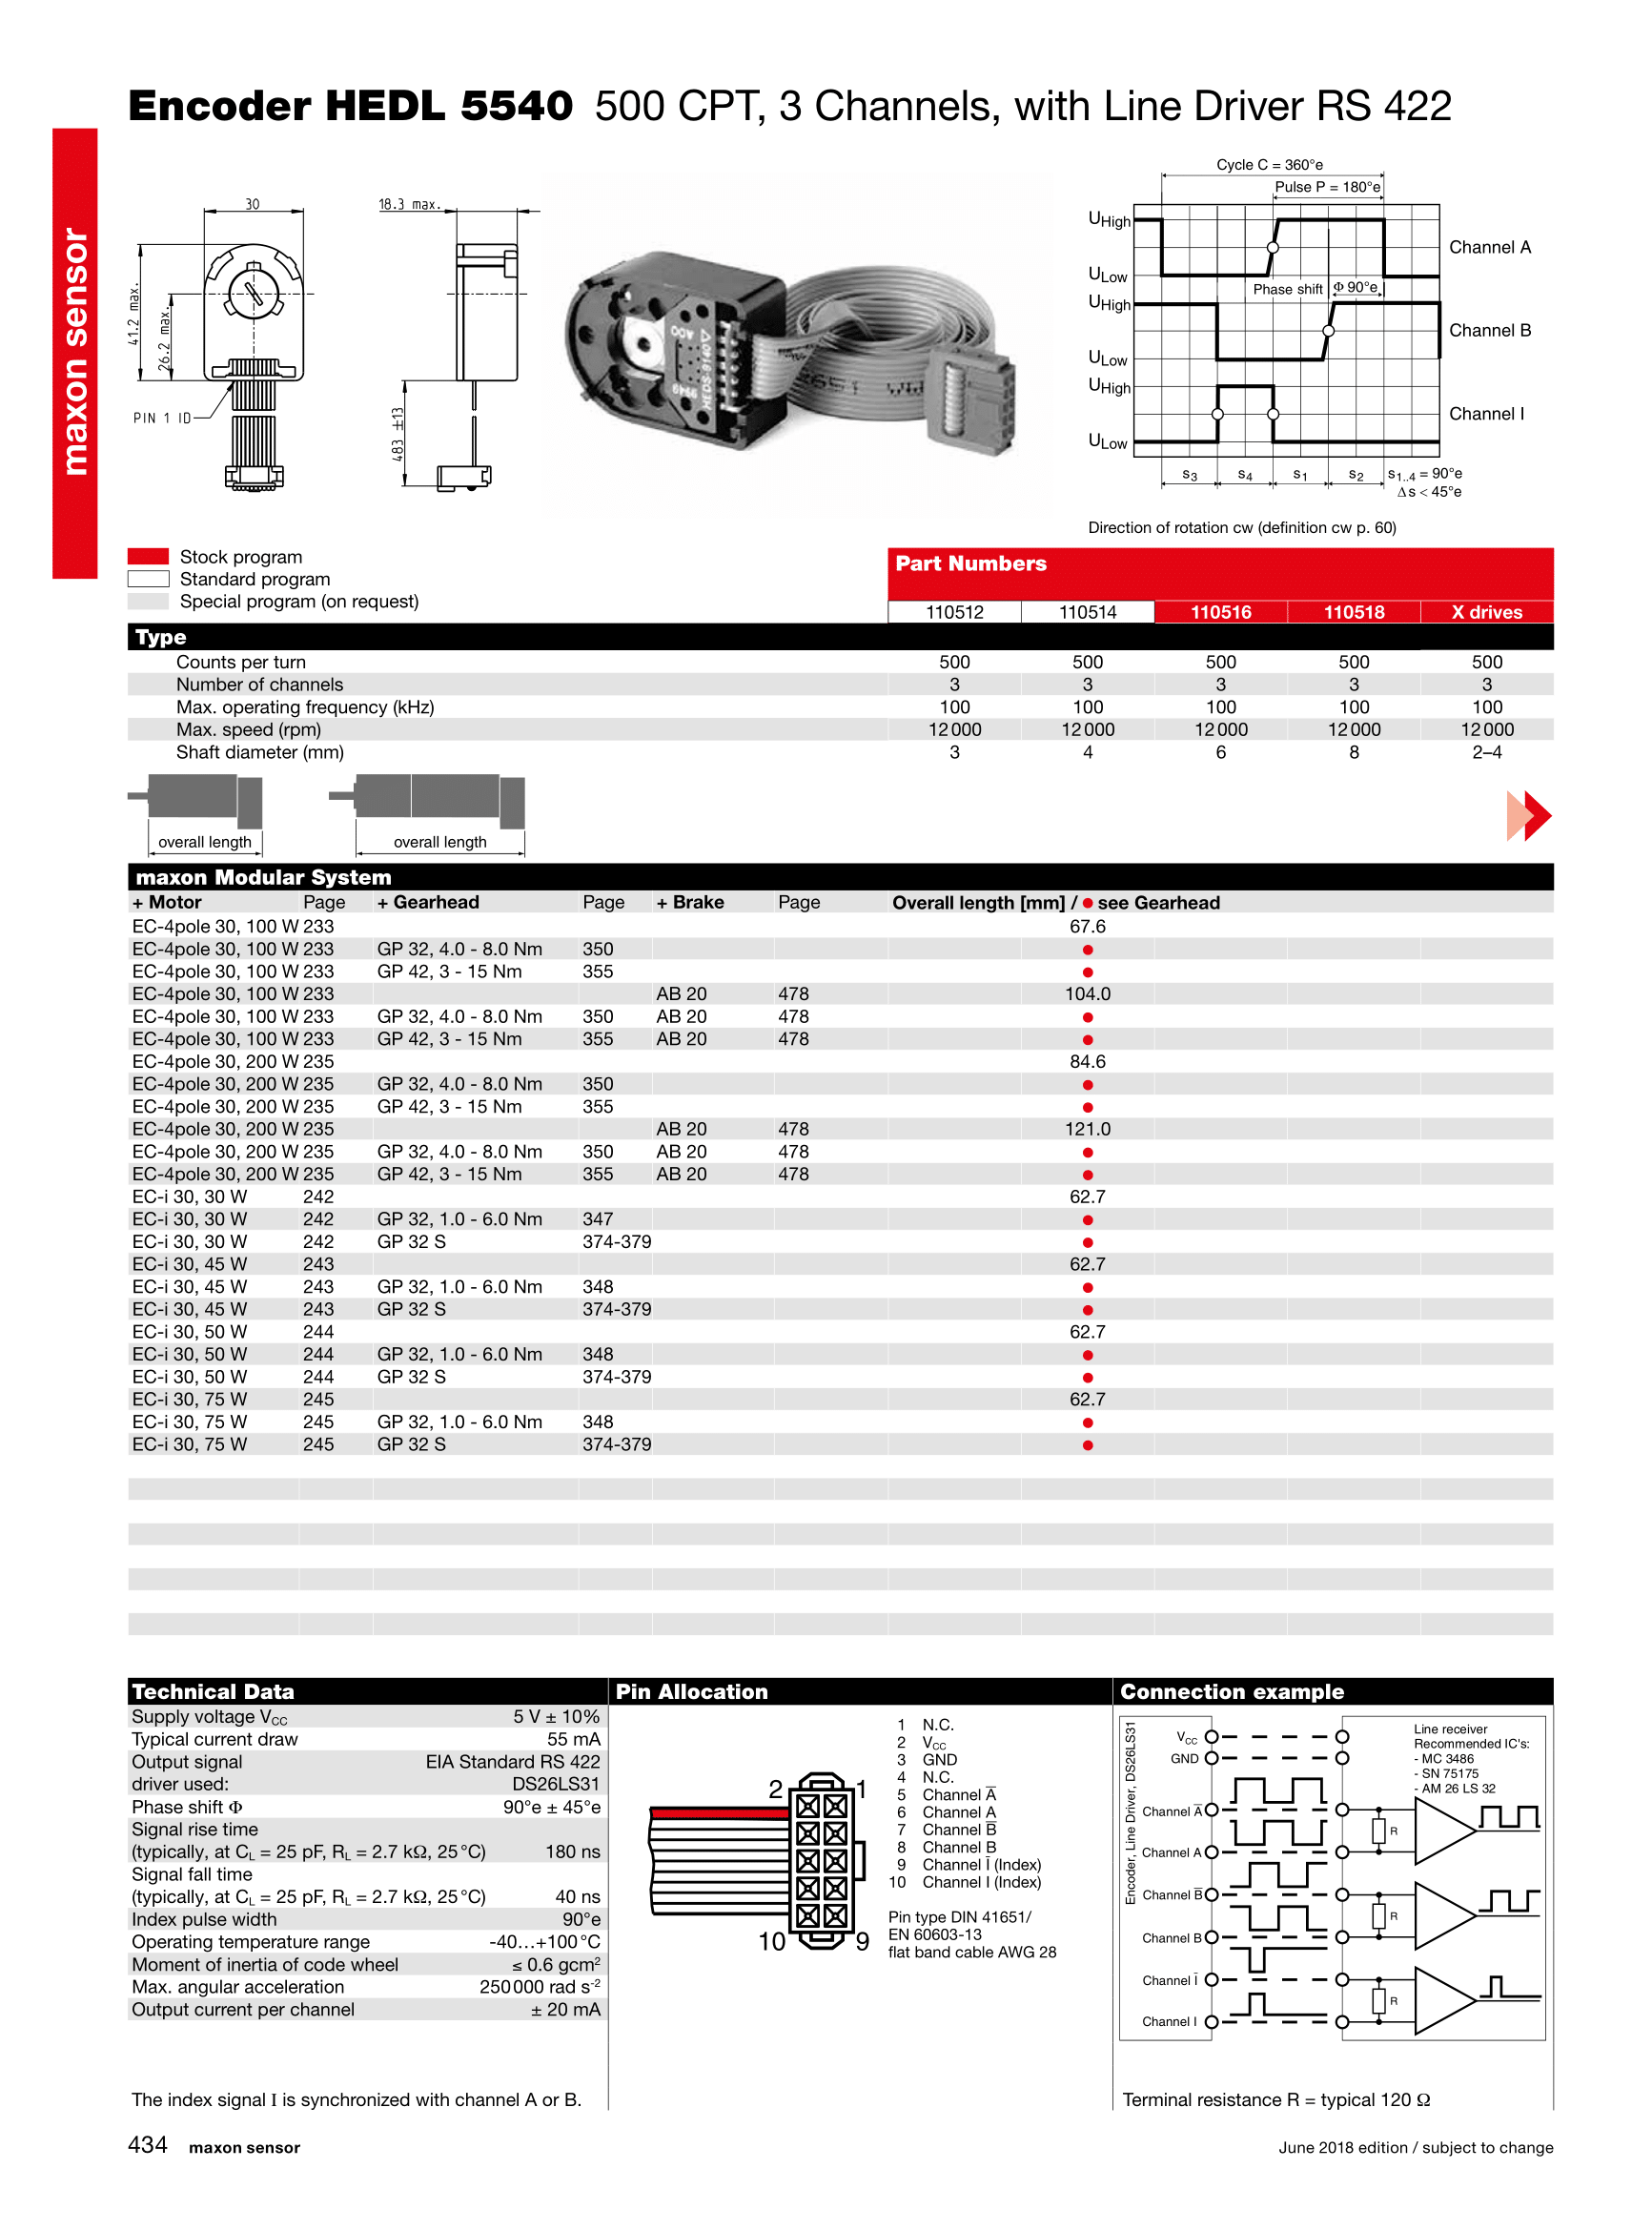 Encoder HEDL 5540 500 CPT, 3 Channels, with Line Driver RS 422
maxon sensor
30
18.3 max.
41.2 max.
26.2 max.
PIN 1 ID
483 ±13
Cycle C = 360°e
Pulse P = 180°e
U High
Channel A
U Low
Phase shift Φ 90°e
U High
Channel B
U Low
U High
Channel I
U Low
s3 s4 s1 s2 s1..4 = 90°e
Δs < 45°e
Direction of rotation cw (definition cw p. 60)
Stock program
Standard program
Special program (on request)
Part Numbers
110512 110514 110516 110518 X drives
Type
Counts per turn 500 500 500 500 500
Number of channels 3 3 3 3 3
Max. operating frequency (kHz) 100 100 100 100 100
Max. speed (rpm) 12000 12000 12000 12000 12000
Shaft diameter (mm) 3 4 6 8 2–4
overall length overall length
maxon Modular System
+ Motor Page + Gearhead Page + Brake Page Overall length [mm] / ● see Gearhead
EC-4pole 30, 100 W 233 67.6
EC-4pole 30, 100 W 233 GP 32, 4.0 - 8.0 Nm 350 ●
EC-4pole 30, 100 W 233 GP 42, 3 - 15 Nm 355 ●
EC-4pole 30, 100 W 233 AB 20 478 104.0
EC-4pole 30, 100 W 233 GP 32, 4.0 - 8.0 Nm 350 AB 20 478 ●
EC-4pole 30, 100 W 233 GP 42, 3 - 15 Nm 355 AB 20 478 ●
EC-4pole 30, 200 W 235 84.6
EC-4pole 30, 200 W 235 GP 32, 4.0 - 8.0 Nm 350 ●
EC-4pole 30, 200 W 235 GP 42, 3 - 15 Nm 355 ●
EC-4pole 30, 200 W 235 AB 20 478 121.0
EC-4pole 30, 200 W 235 GP 32, 4.0 - 8.0 Nm 350 AB 20 478 ●
EC-4pole 30, 200 W 235 GP 42, 3 - 15 Nm 355 AB 20 478 ●
EC-i 30, 30 W 242 62.7
EC-i 30, 30 W 242 GP 32, 1.0 - 6.0 Nm 347 ●
EC-i 30, 30 W 242 GP 32 S 374-379 ●
EC-i 30, 45 W 243 62.7
EC-i 30, 45 W 243 GP 32, 1.0 - 6.0 Nm 348 ●
EC-i 30, 45 W 243 GP 32 S 374-379 ●
EC-i 30, 50 W 244 62.7
EC-i 30, 50 W 244 GP 32, 1.0 - 6.0 Nm 348 ●
EC-i 30, 50 W 244 GP 32 S 374-379 ●
EC-i 30, 75 W 245 62.7
EC-i 30, 75 W 245 GP 32, 1.0 - 6.0 Nm 348 ●
EC-i 30, 75 W 245 GP 32 S 374-379 ●
Technical Data
Supply voltage VCC 5 V ± 10%
Typical current draw 55 mA
Output signal EIA Standard RS 422
driver used: DS26LS31
Phase shift Φ 90°e ± 45°e
Signal rise time
(typically, at CL = 25 pF, RL = 2.7 kΩ, 25°C) 180 ns
Signal fall time
(typically, at CL = 25 pF, RL = 2.7 kΩ, 25°C) 40 ns
Index pulse width 90°e
Operating temperature range -40…+100°C
Moment of inertia of code wheel ≤ 0.6 gcm²
Max. angular acceleration 250000 rad s⁻²
Output current per channel ± 20 mA
The index signal I is synchronized with channel A or B.
Pin Allocation
2 1
10 9
1 N.C.
2 VCC
3 GND
4 N.C.
5 Channel A̅
6 Channel A
7 Channel B̅
8 Channel B
9 Channel I̅ (Index)
10 Channel I (Index)
Pin type DIN 41651/
EN 60603-13
flat band cable AWG 28
Connection example
Encoder, Line Driver, DS26LS31
VCC
GND
Channel A̅
Channel A
Channel B̅
Channel B
Channel I̅
Channel I
Line receiver
Recommended IC's:
- MC 3486
- SN 75175
- AM 26 LS 32
R
R
R
Terminal resistance R = typical 120 Ω
434 maxon sensor
June 2018 edition / subject to change